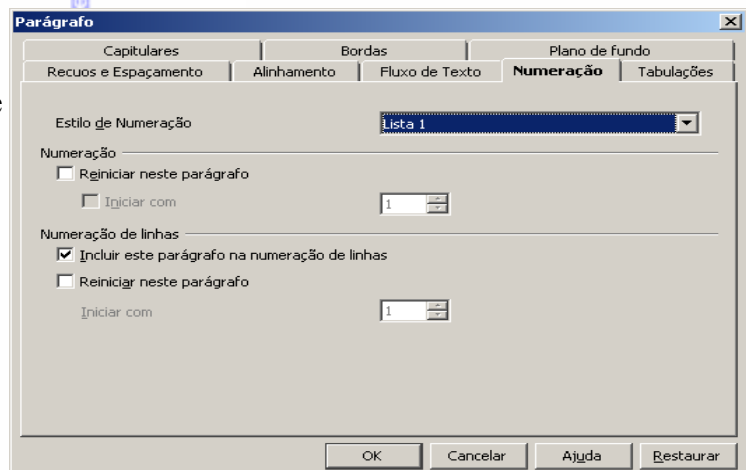 Parágrafo
Capitulares Bordas Plano de fundo
Recuos e Espaçamento Alinhamento Fluxo de Texto Numeração Tabulações
e
Estilo de Numeração Lista 1
Numeração
Reiniciar neste parágrafo
Iniciar com 1
Numeração de linhas
Incluir este parágrafo na numeração de linhas
Reiniciar neste parágrafo
Iniciar com 1
OK Cancelar Ajuda Restaurar